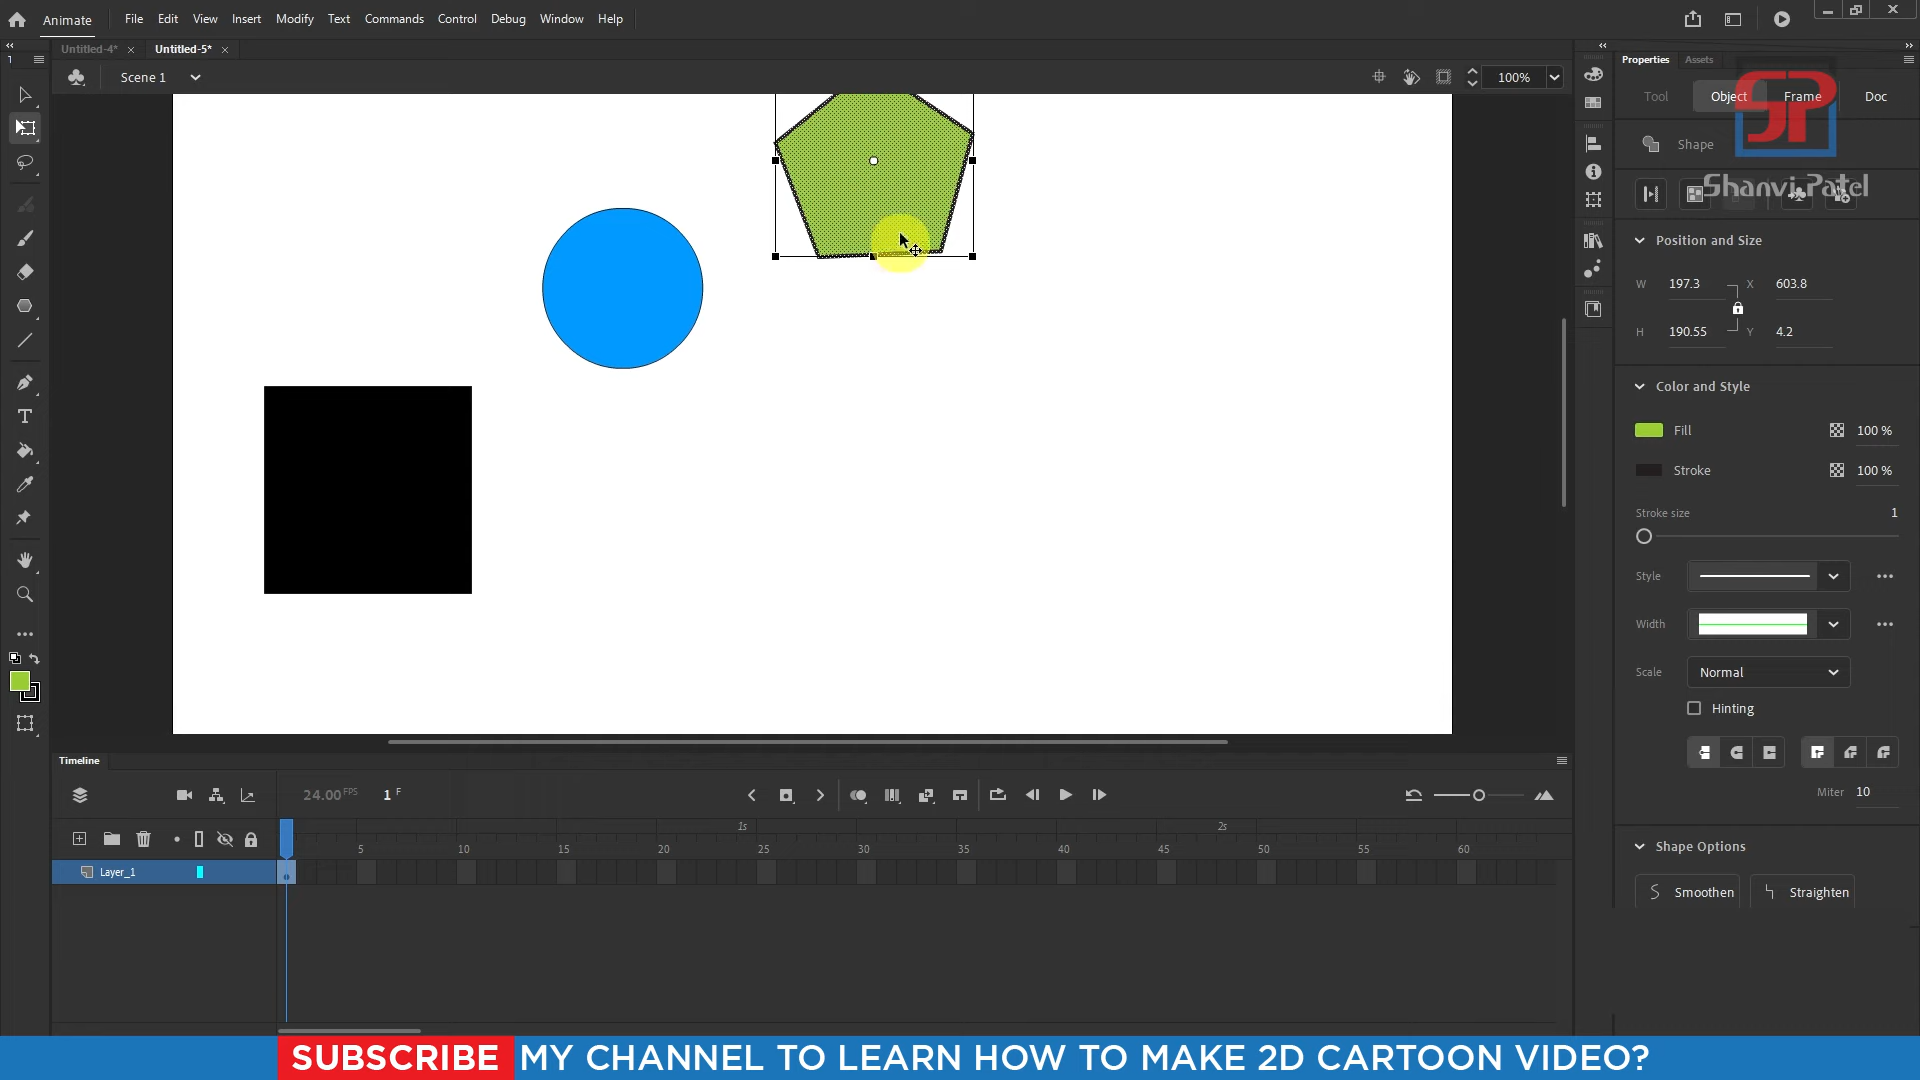 Animate
File Edit View Insert Modify Text Commands Control Debug Window Help
Untitled-4* × Untitled-5* ×
Scene 1
100%
Properties Assets
Tool Object Frame Doc
JP
Shanvi Patel
Shape
Position and Size
W 197.3 X 603.8
H 190.55 Y 4.2
Color and Style
Fill 100 %
Stroke 100 %
Stroke size 1
Style
Width
Scale Normal
Hinting
Miter 10
Shape Options
Smoothen Straighten
Timeline
24.00 FPS 1 F
1s 2s
5 10 15 20 25 30 35 40 45 50 55 60
Layer_1
SUBSCRIBE MY CHANNEL TO LEARN HOW TO MAKE 2D CARTOON VIDEO?